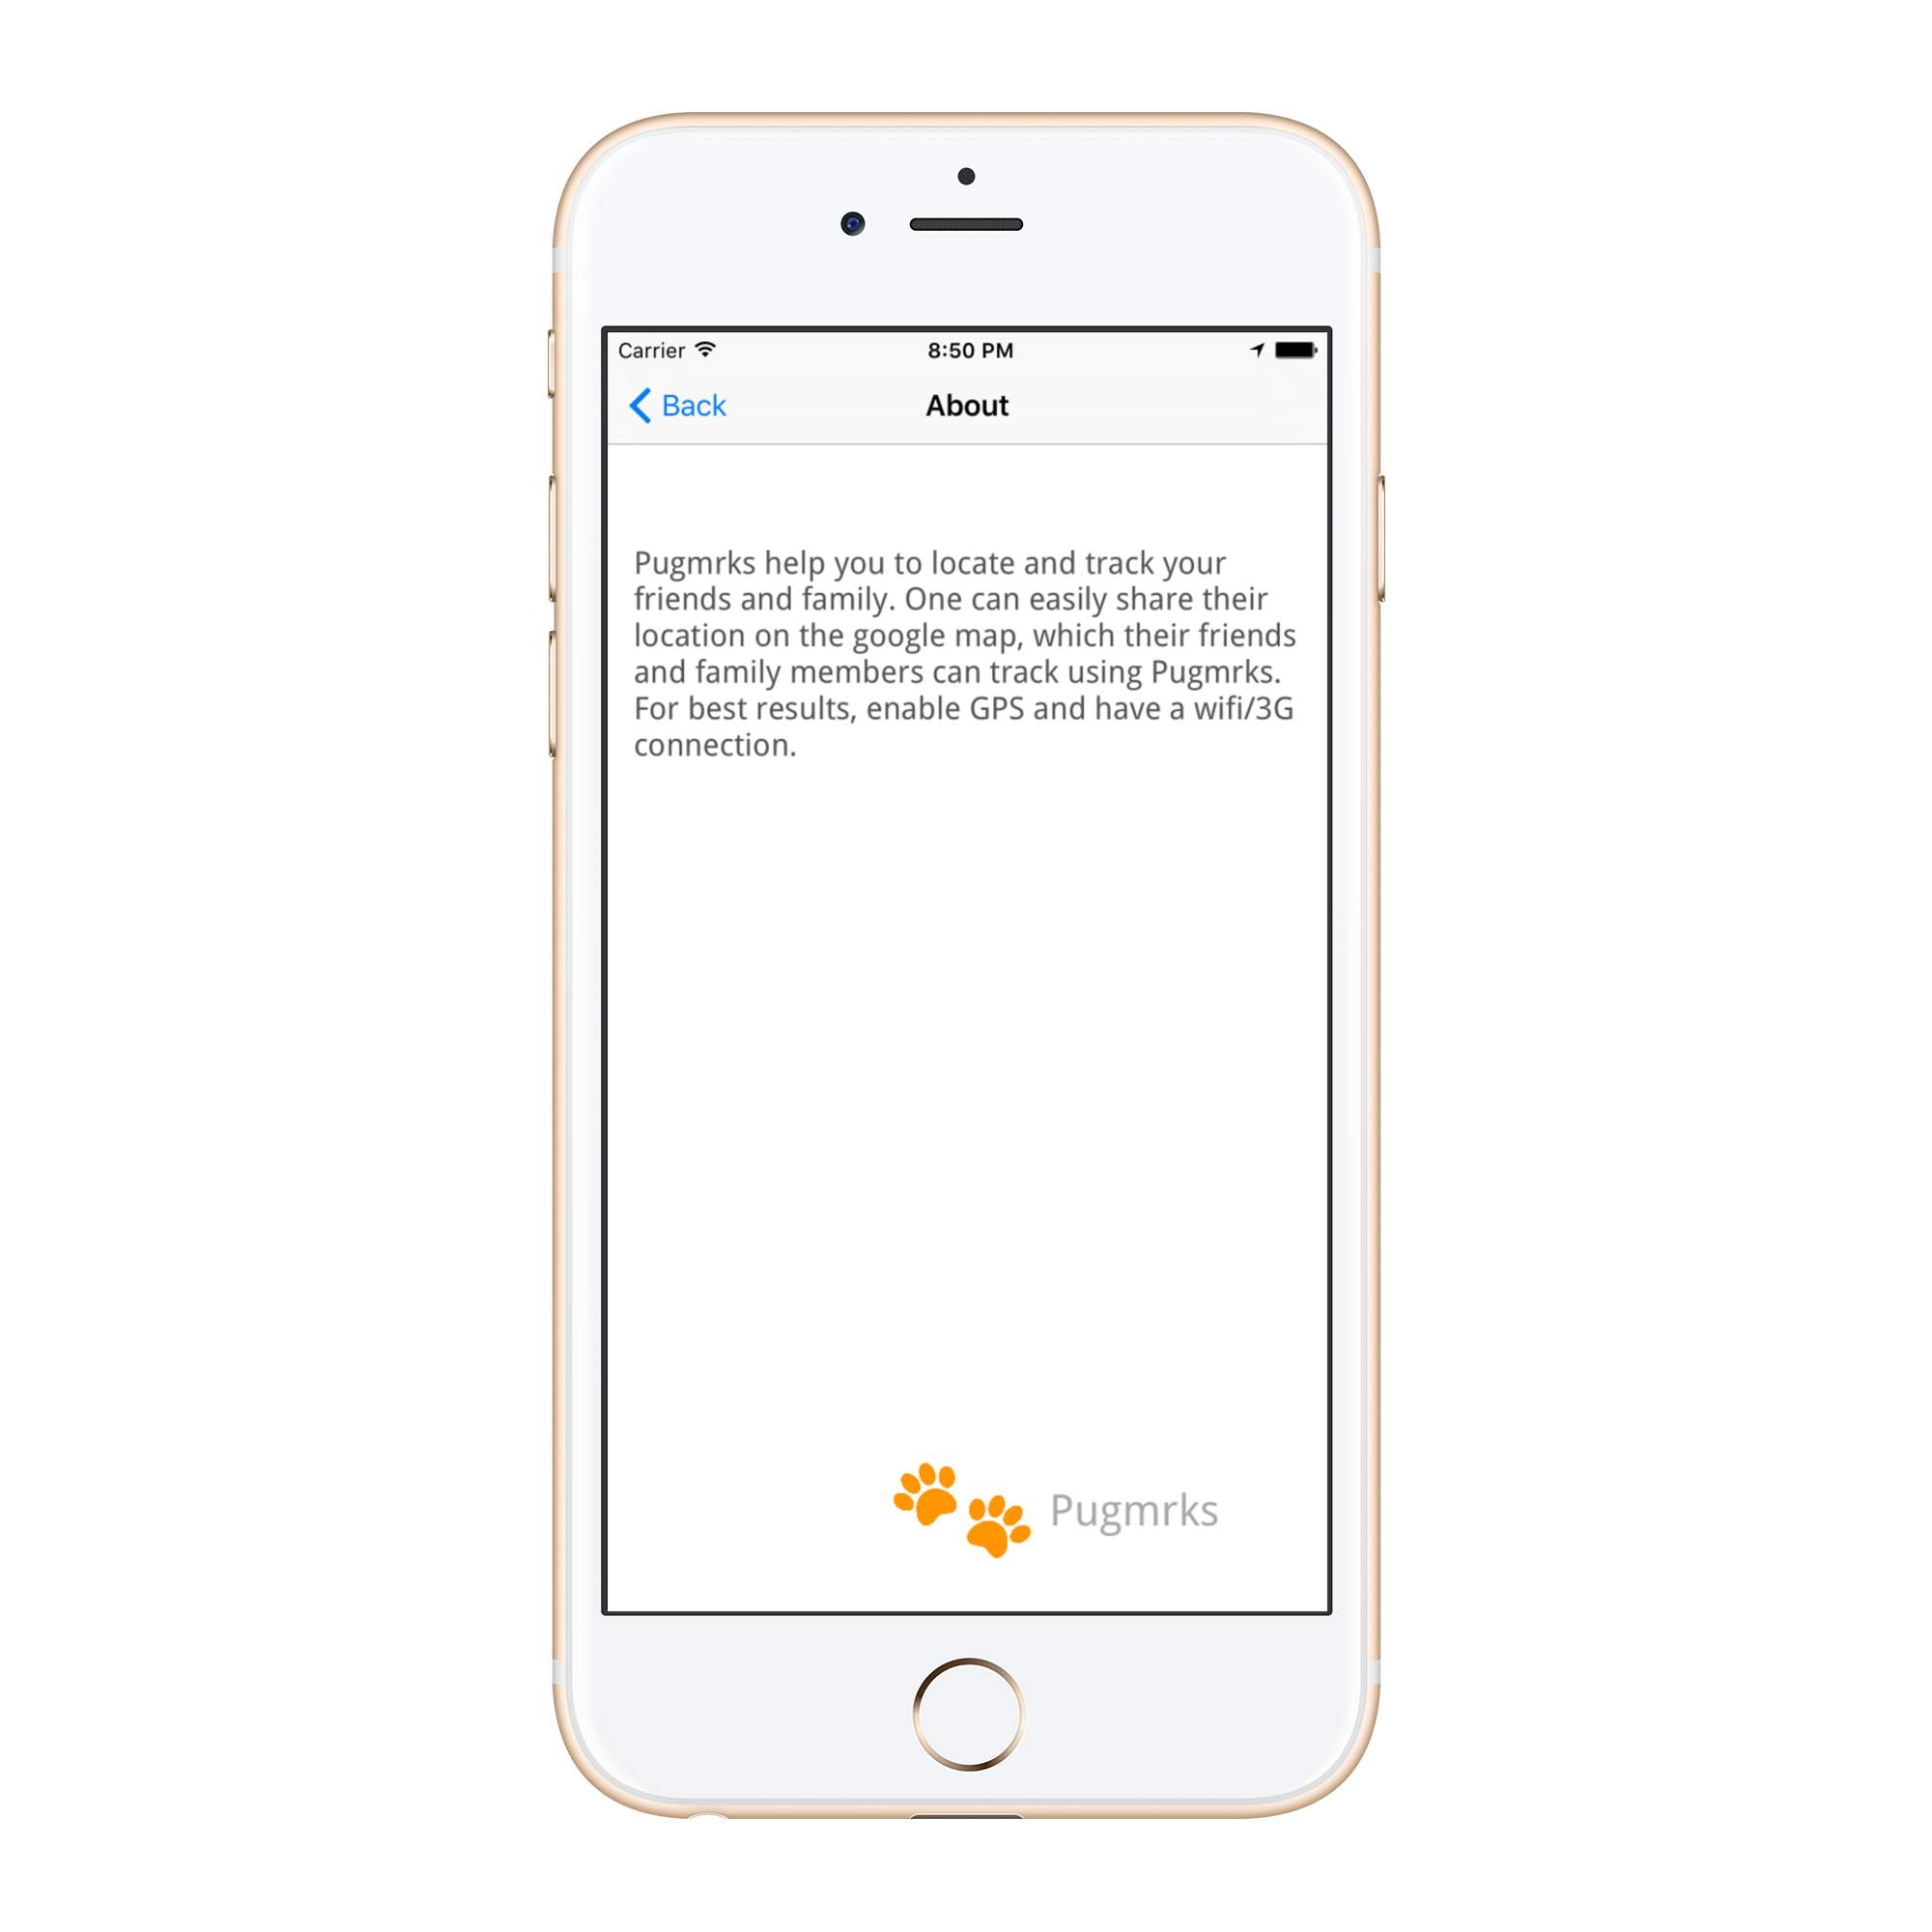 Carrier 8:50 PM
Back About
Pugmrks help you to locate and track your
friends and family. One can easily share their
location on the google map, which their friends
and family members can track using Pugmrks.
For best results, enable GPS and have a wifi/3G
connection.
Pugmrks